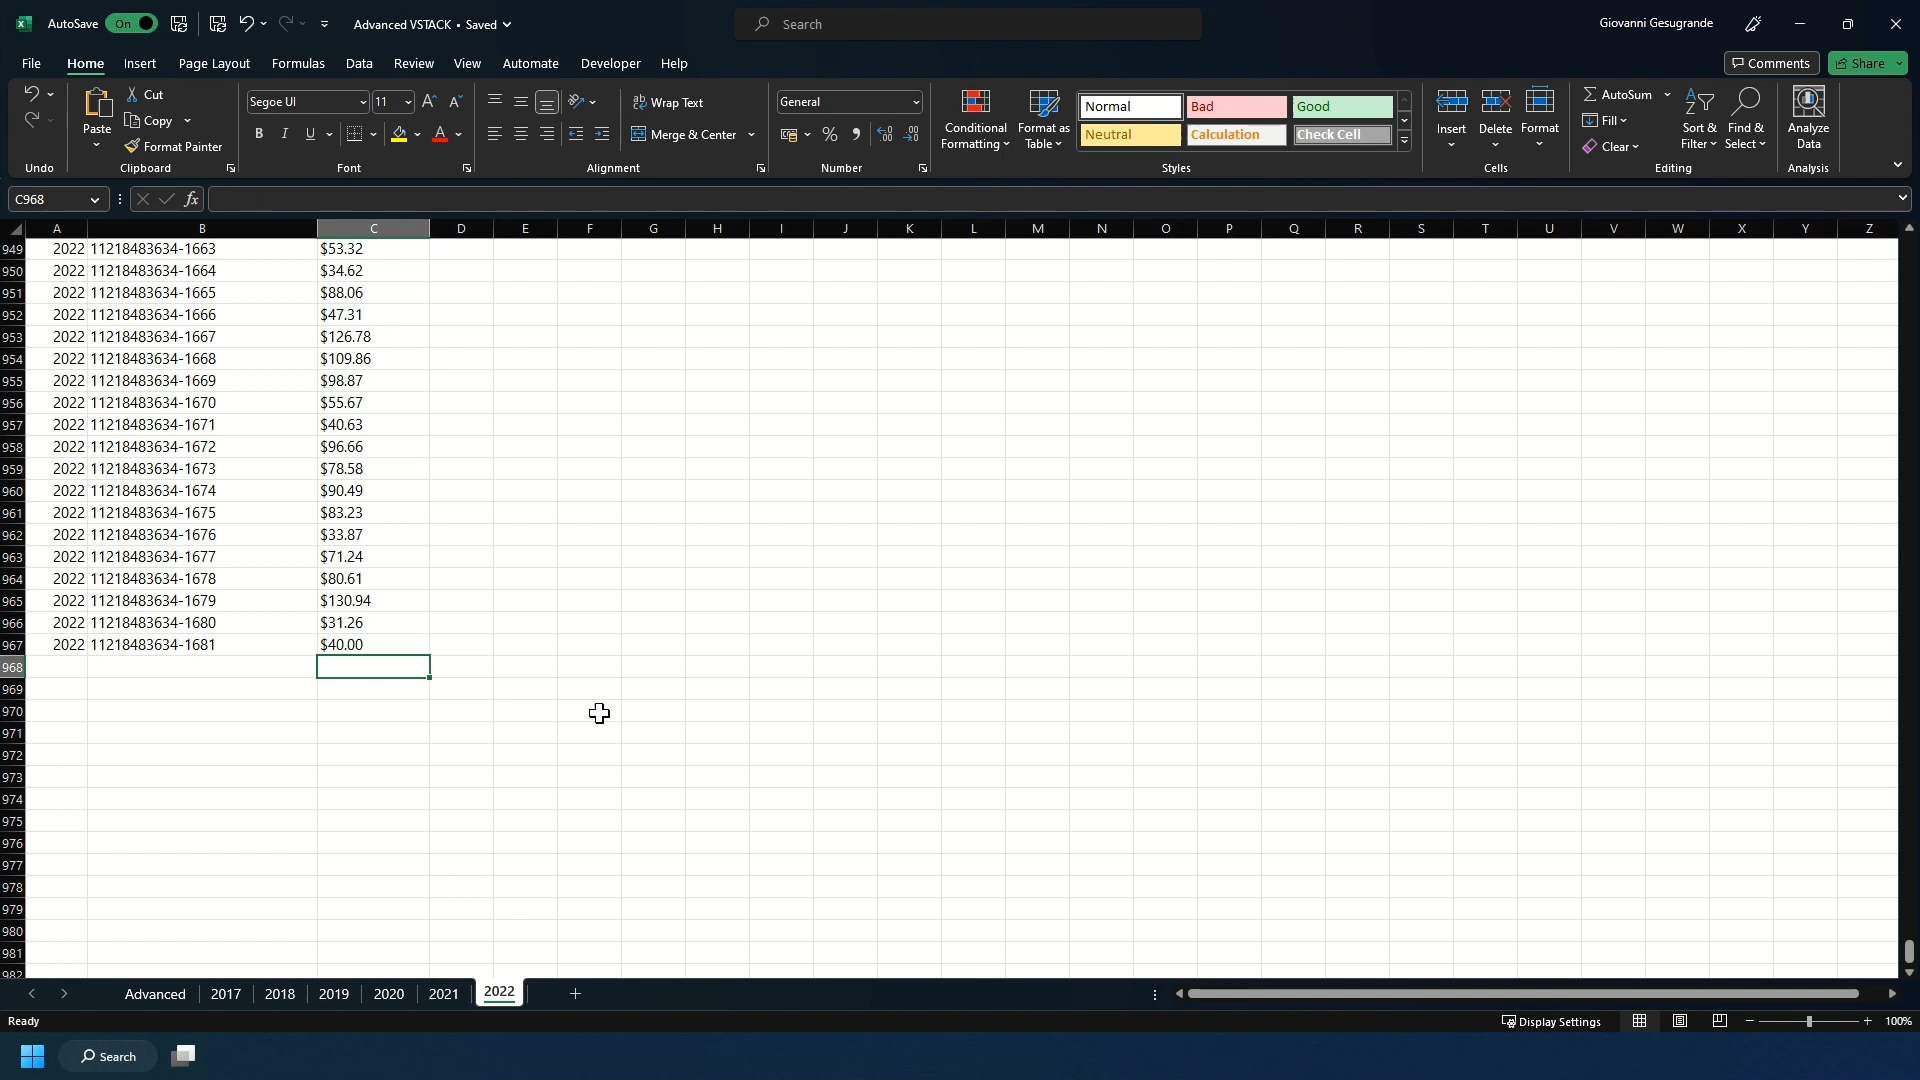 AutoSave On Advanced VSTACK • Saved Search Giovanni Gesugrande
File Home Insert Page Layout Formulas Data Review View Automate Developer Help Comments Share
Cut
Copy
Format Painter
Paste
Segoe UI 11
B I U
Wrap Text
Merge & Center
General
Conditional Formatting
Format as Table
Normal Bad Good
Neutral Calculation Check Cell
Insert Delete Format
AutoSum
Fill
Clear
Sort & Filter
Find & Select
Analyze Data
Undo Clipboard Font Alignment Number Styles Cells Editing Analysis
C968 fx
A B C D E F G H I J K L M N O P Q R S T U V W X Y Z
949 2022 11218483634-1663 $53.32
950 2022 11218483634-1664 $34.62
951 2022 11218483634-1665 $88.06
952 2022 11218483634-1666 $47.31
953 2022 11218483634-1667 $126.78
954 2022 11218483634-1668 $109.86
955 2022 11218483634-1669 $98.87
956 2022 11218483634-1670 $55.67
957 2022 11218483634-1671 $40.63
958 2022 11218483634-1672 $96.66
959 2022 11218483634-1673 $78.58
960 2022 11218483634-1674 $90.49
961 2022 11218483634-1675 $83.23
962 2022 11218483634-1676 $33.87
963 2022 11218483634-1677 $71.24
964 2022 11218483634-1678 $80.61
965 2022 11218483634-1679 $130.94
966 2022 11218483634-1680 $31.26
967 2022 11218483634-1681 $40.00
968
969
970
971
972
973
974
975
976
977
978
979
980
981
982
Advanced 2017 2018 2019 2020 2021 2022
Ready Display Settings 100%
Search